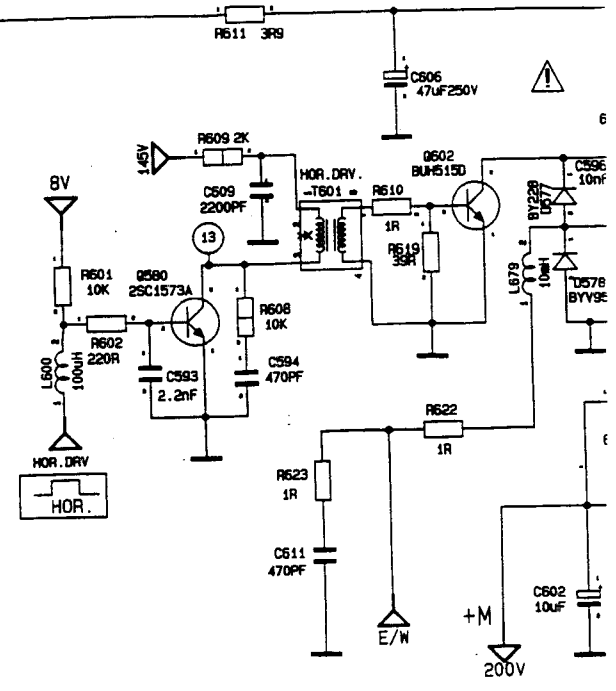 R611 3R9
C606
47uF250V
6
R609 2K
145V
Q602
BUH515D
HOR.DRV.
T601
R610
1R
C596
10nF
BY228
D577
8V
C609
2200PF
13
R619
39R
L679
10mH
R601
10K
Q580
2SC1573A
D578
BYV95
R608
10K
R602
220R
L600
100uH
C593
2.2nF
C594
470PF
R622
1R
HOR.DRV
HOR.
R623
1R
6
C611
470PF
C602
10uF
+M
E/W
200V